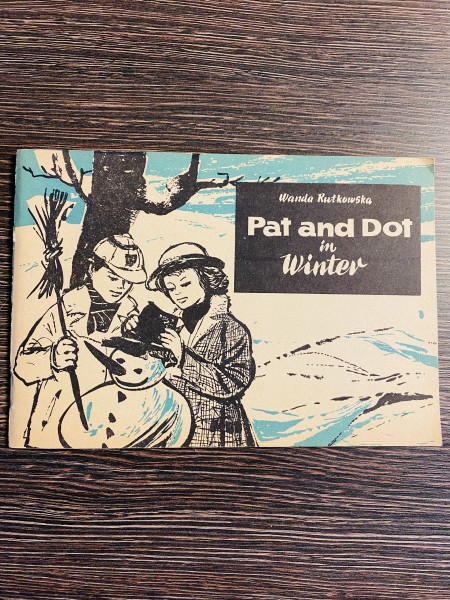 Wanda Rutkowska
Pat and Dot
in
Winter